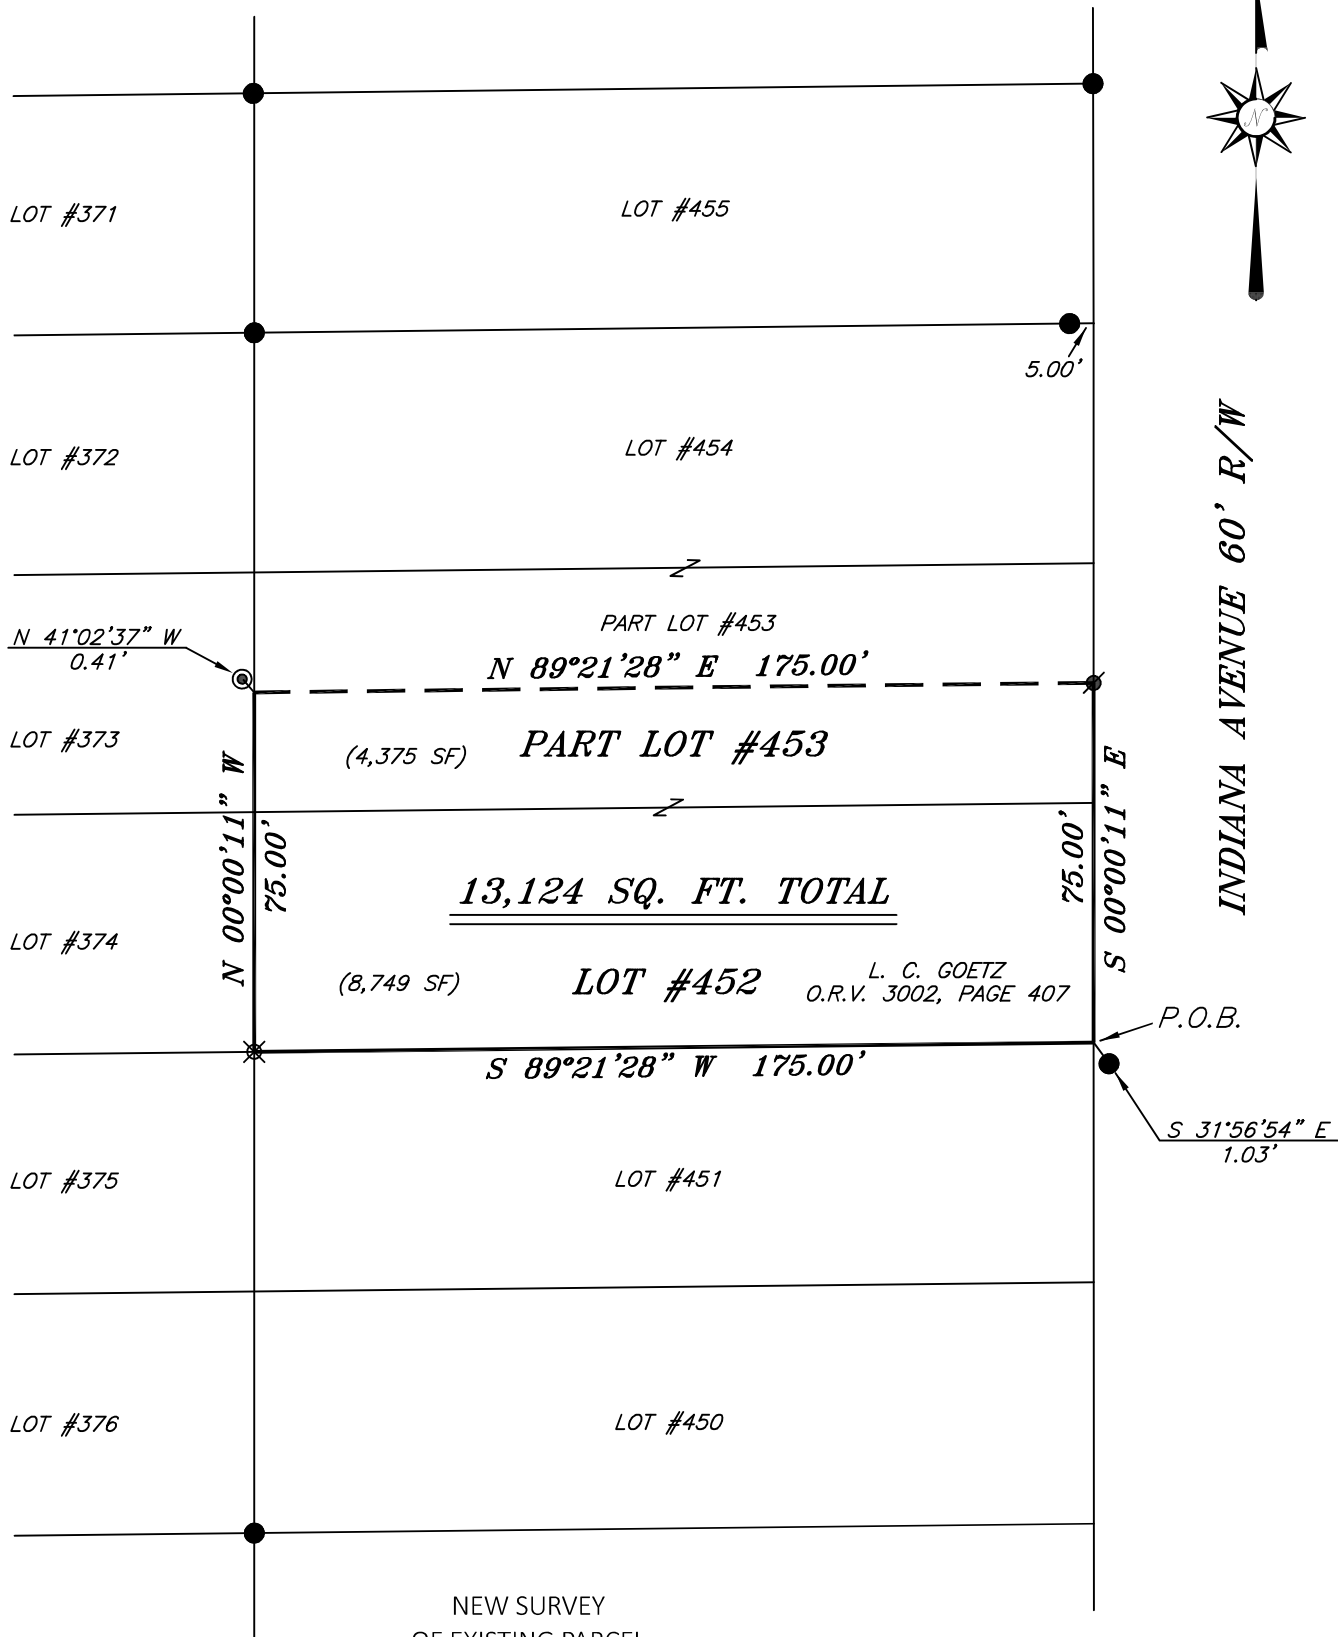 N
LOT #371
LOT #455
5.00'
LOT #372
LOT #454
INDIANA AVENUE 60' R/W
PART LOT #453
N 41°02'37" W
0.41'
N 89°21'28" E 175.00'
LOT #373
(4,375 SF)
PART LOT #453
N 00°00'11" W
75.00'
75.00'
S 00°00'11" E
13,124 SQ. FT. TOTAL
LOT #374
(8,749 SF)
LOT #452
L. C. GOETZ
O.R.V. 3002, PAGE 407
P.O.B.
S 89°21'28" W 175.00'
S 31°56'54" E
1.03'
LOT #375
LOT #451
LOT #376
LOT #450
NEW SURVEY
OF EXISTING PARCEL